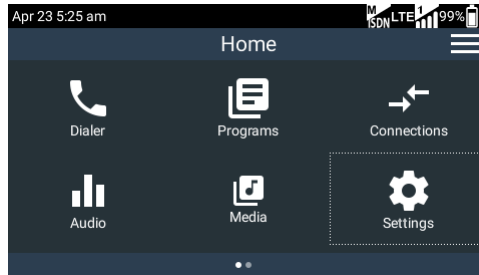 Apr 23 5:25 am M ISDN LTE 1 99%
Home
Dialer Programs Connections
Audio Media Settings